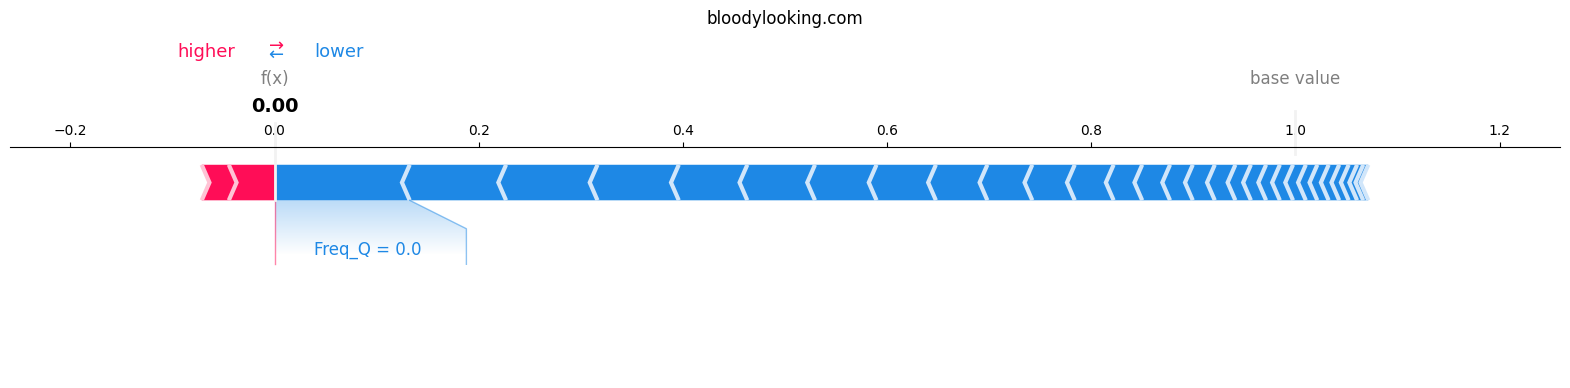 bloodylooking.com
higher ⇄ lower
f(x) base value
0.00
−0.2 0.0 0.2 0.4 0.6 0.8 1.0 1.2
Freq_Q = 0.0